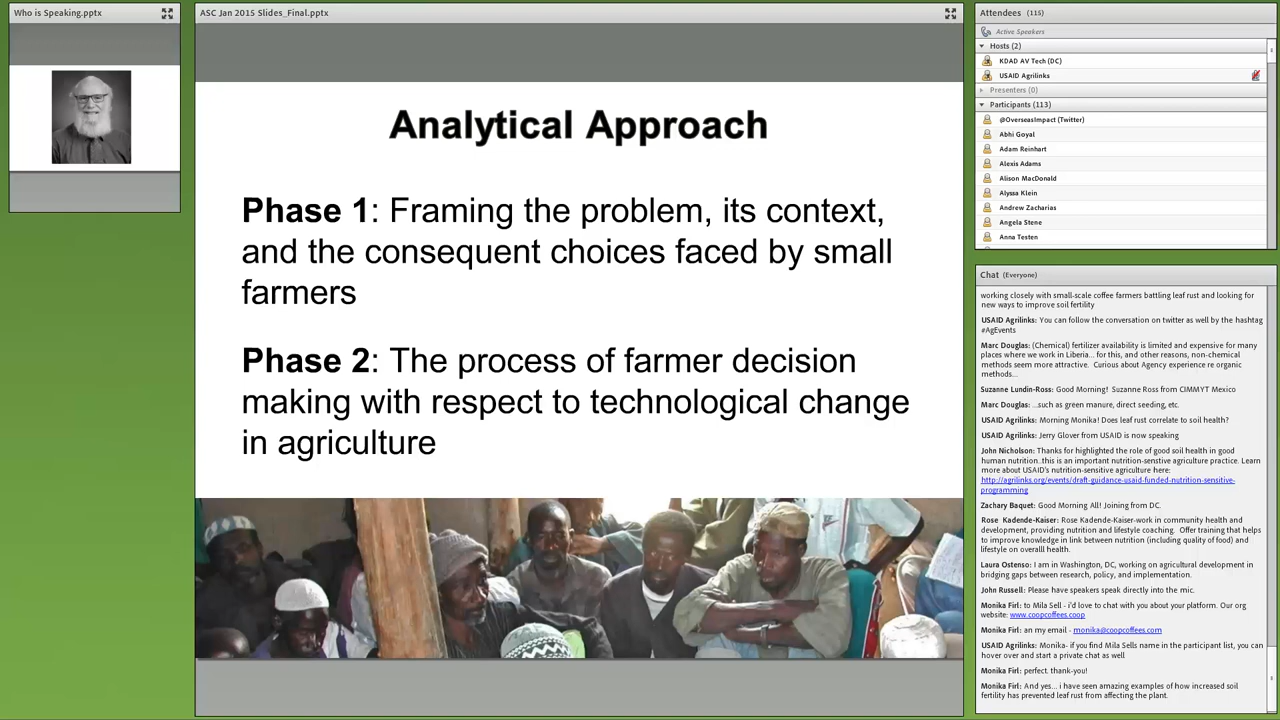 Who is Speaking.pptx
ASC Jan 2015 Slides_Final.pptx
Analytical Approach
Phase 1: Framing the problem, its context,
and the consequent choices faced by small
farmers
Phase 2: The process of farmer decision
making with respect to technological change
in agriculture
Attendees (115)
Active Speakers
Hosts (2)
KDAD AV Tech (DC)
USAID Agrilinks
Presenters (0)
Participants (113)
@OverseasImpact (Twitter)
Abhi Goyal
Adam Reinhart
Alexis Adams
Alison MacDonald
Alyssa Klein
Andrew Zacharias
Angela Stene
Anna Testen
Chat (Everyone)
working closely with small-scale coffee farmers battling leaf rust and looking for
new ways to improve soil fertility
USAID Agrilinks: You can follow the conversation on twitter as well by the hashtag
#AgEvents
Marc Douglas: (Chemical) fertilizer availability is limited and expensive for many
places where we work in Liberia... for this, and other reasons, non-chemical
methods seem more attractive. Curious about Agency experience re organic
methods...
Suzanne Lundin-Ross: Good Morning! Suzanne Ross from CIMMYT Mexico
Marc Douglas: ...such as green manure, direct seeding, etc.
USAID Agrilinks: Morning Monika! Does leaf rust correlate to soil health?
USAID Agrilinks: Jerry Glover from USAID is now speaking
John Nicholson: Thanks for highlighted the role of good soil health in good
human nutrition..this is an important nutrition-senstive agriculture practice. Learn
more about USAID's nutrition-sensitive agriculture here:
http://agrilinks.org/events/draft-guidance-usaid-funded-nutrition-sensitive-
programming
Zachary Baquet: Good Morning All! Joining from DC.
Rose Kadende-Kaiser: Rose Kadende-Kaiser-work in community health and
development, providing nutrition and lifestyle coaching. Offer training that helps
to improve knowledge in link between nutrition (including quality of food) and
lifestyle on overalll health.
Laura Ostenso: I am in Washington, DC, working on agricultural development in
bridging gaps between research, policy, and implementation.
John Russell: Please have speakers speak directly into the mic.
Monika Firl: to Mila Sell - i'd love to chat with you about your platform. Our org
website: www.coopcoffees.coop
Monika Firl: an my email - monika@coopcoffees.com
USAID Agrilinks: Monika- if you find Mila Sells name in the participant list, you can
hover over and start a private chat as well
Monika Firl: perfect. thank-you!
Monika Firl: And yes... i have seen amazing examples of how increased soil
fertility has prevented leaf rust from affecting the plant.